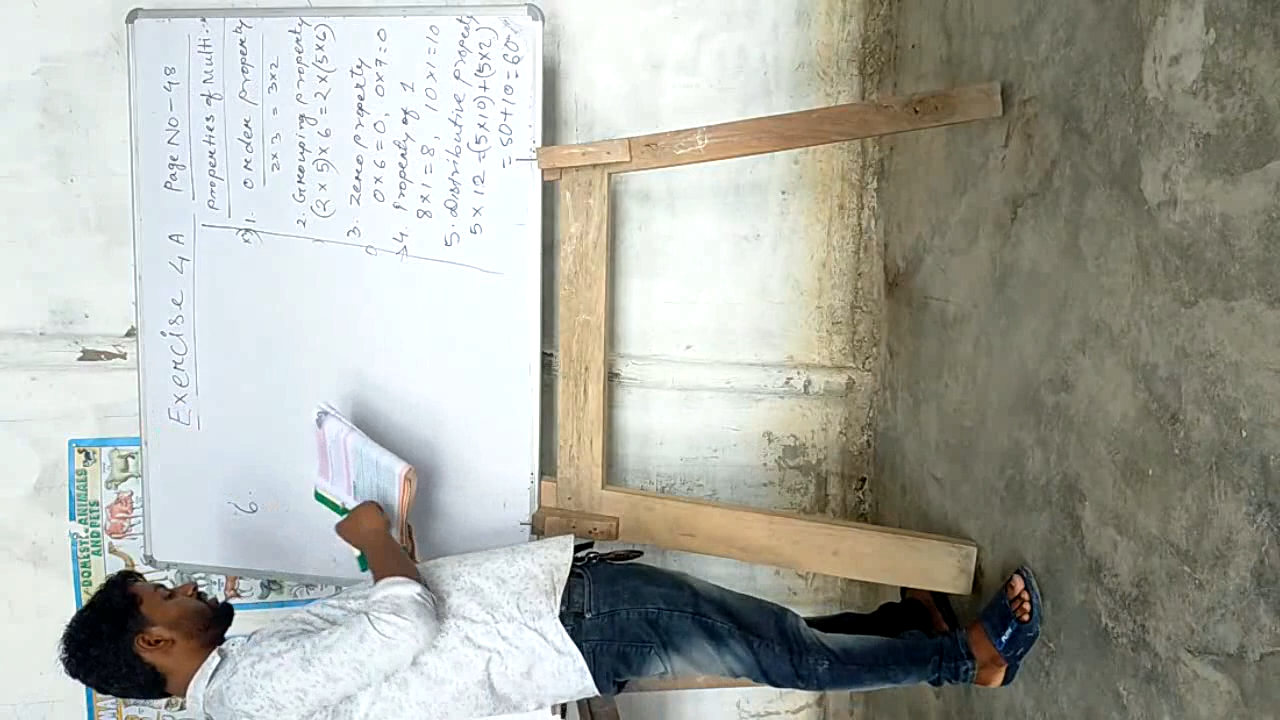 Exercise 4A Page No-48
Properties of Multi..
1. Order property
2x3 = 3x2
2. Grouping property
(2x5)x6=2x(5x6)
3. Zero property
0x6=0, 0x7=0
4. Property of 1
8x1=8, 10x1=10
5. Distributive property
5x12=(5x10)+(5x2)
=50+10=60
6.
DOMESTIC ANIMALS
AND PETS